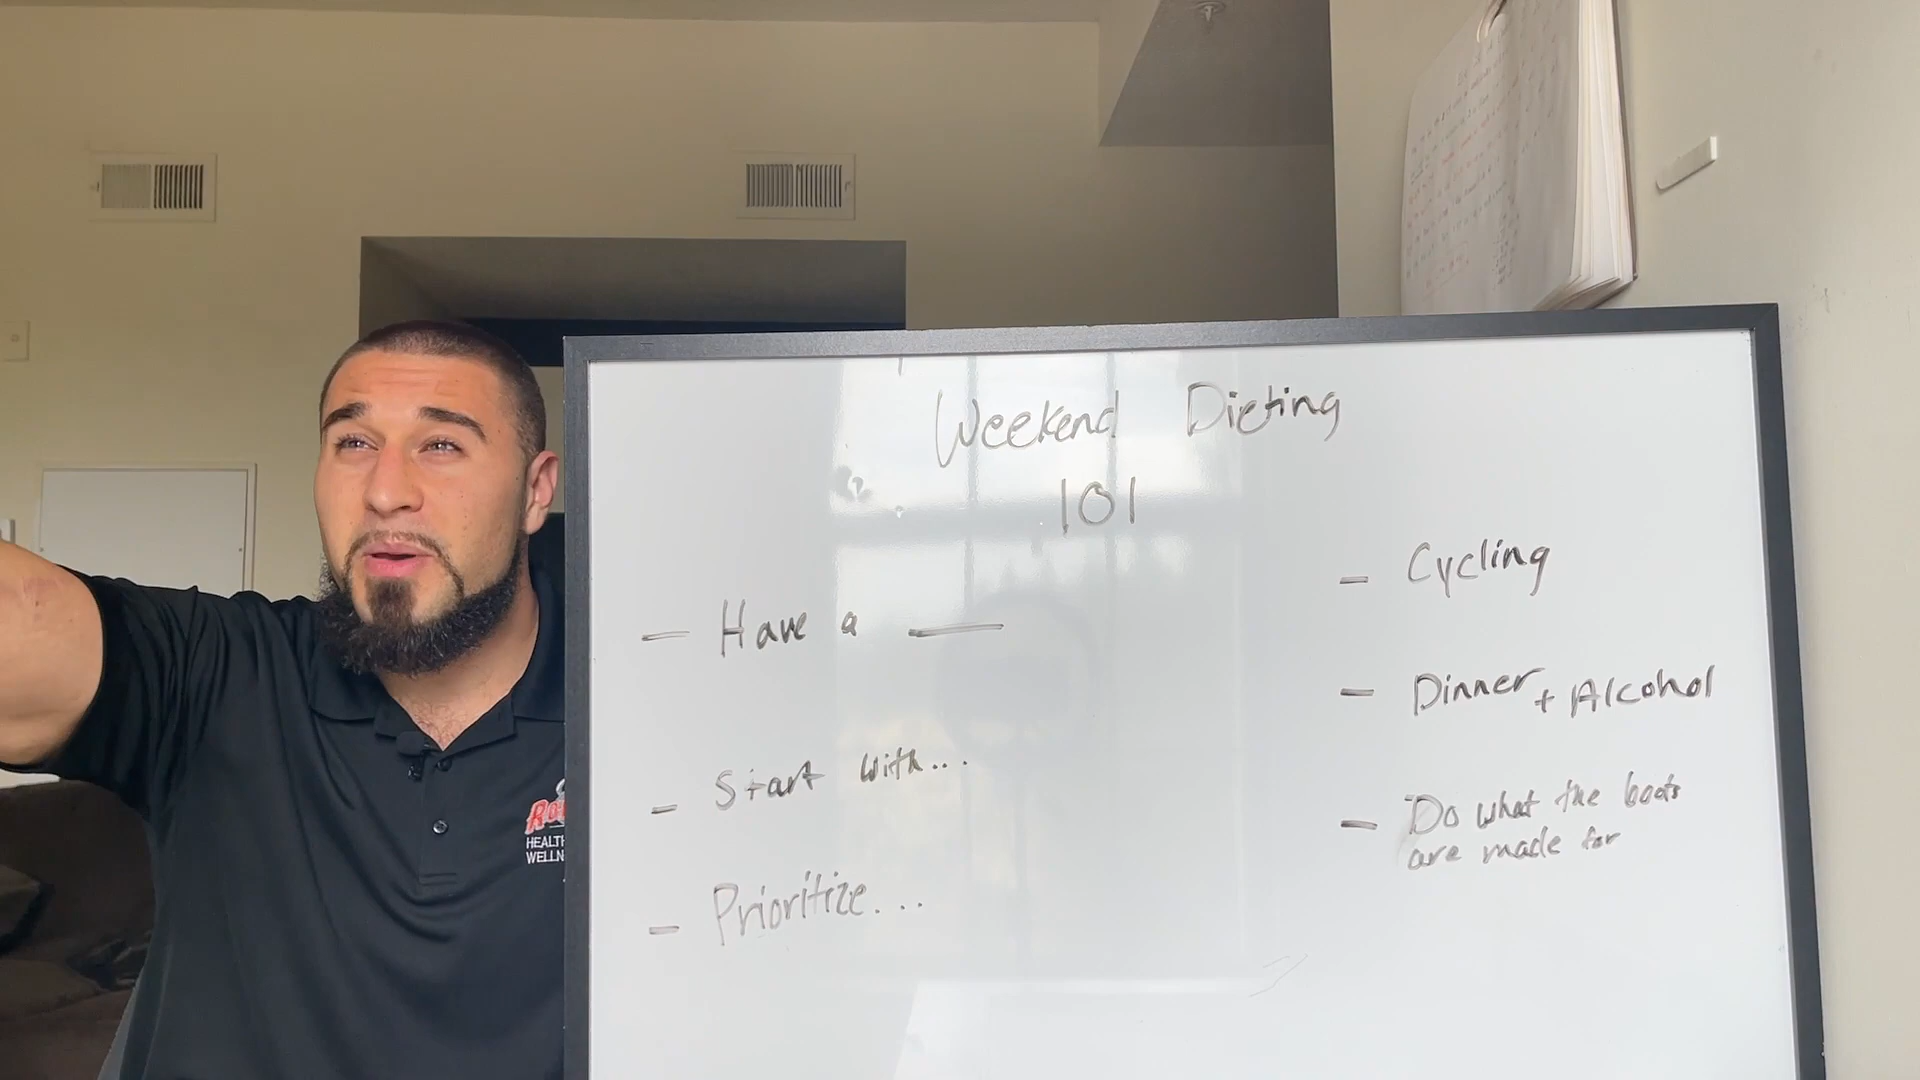 Weekend Dieting
101
- Have a ___
- Start with...
- Prioritize...
- Cycling
- Dinner + Alcohol
- Do what the boots
are made for
HEALTH
WELLN